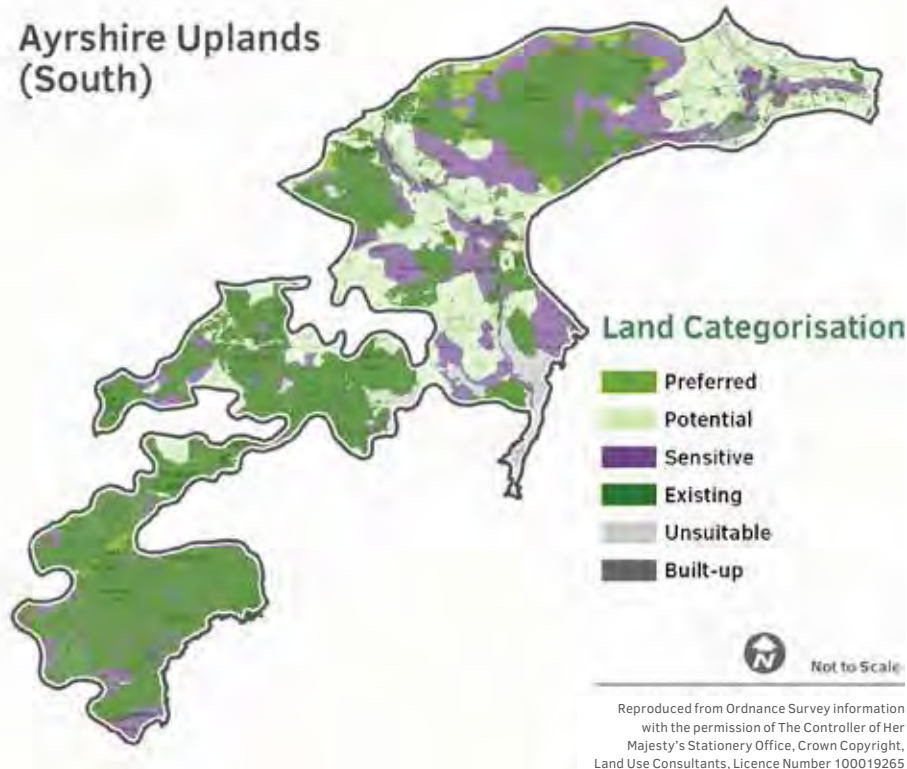 Ayrshire Uplands
(South)
Land Categorisation
Preferred
Potential
Sensitive
Existing
Unsuitable
Built-up
N
Not to Scale
Reproduced from Ordnance Survey information
with the permission of The Controller of Her
Majesty's Stationery Office, Crown Copyright,
Land Use Consultants, Licence Number 100019265